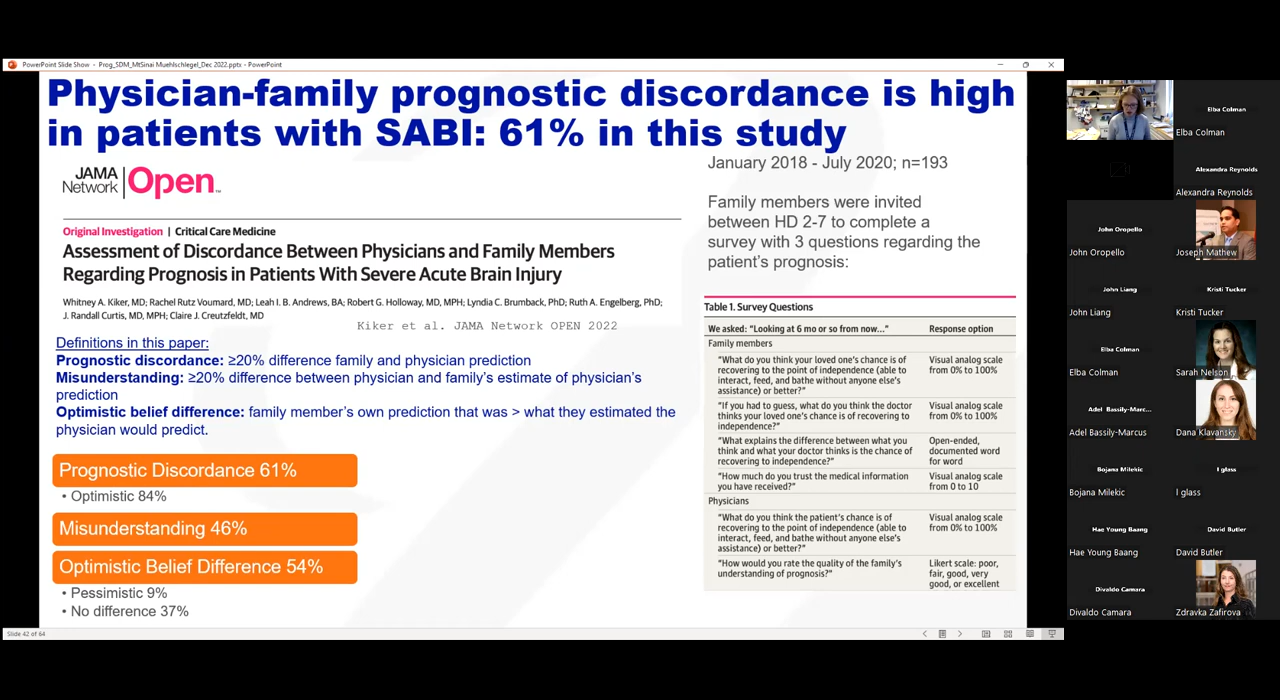 PowerPoint Slide Show - Prog_SDM_MtSinai Muehlschlegel_Dec 2022.pptx - PowerPoint
Physician-family prognostic discordance is high
in patients with SABI: 61% in this study
JAMA
Network
Open™
January 2018 - July 2020; n=193
Family members were invited
between HD 2-7 to complete a
survey with 3 questions regarding the
patient's prognosis:
Original Investigation | Critical Care Medicine
Assessment of Discordance Between Physicians and Family Members
Regarding Prognosis in Patients With Severe Acute Brain Injury
Whitney A. Kiker, MD; Rachel Rutz Voumard, MD; Leah I. B. Andrews, BA; Robert G. Holloway, MD, MPH; Lyndia C. Brumback, PhD; Ruth A. Engelberg, PhD;
J. Randall Curtis, MD, MPH; Claire J. Creutzfeldt, MD
Kiker et al. JAMA Network OPEN 2022
Definitions in this paper:
Prognostic discordance: ≥20% difference family and physician prediction
Misunderstanding: ≥20% difference between physician and family's estimate of physician's
prediction
Optimistic belief difference: family member's own prediction that was > what they estimated the
physician would predict.
Prognostic Discordance 61%
• Optimistic 84%
Misunderstanding 46%
Optimistic Belief Difference 54%
• Pessimistic 9%
• No difference 37%
Table 1. Survey Questions
We asked: "Looking at 6 mo or so from now..." Response option
Family members
"What do you think your loved one's chance is of Visual analog scale
recovering to the point of independence (able to from 0% to 100%
interact, feed, and bathe without anyone else's
assistance) or better?"
"If you had to guess, what do you think the doctor Visual analog scale
thinks your loved one's chance is of recovering to from 0% to 100%
independence?"
"What explains the difference between what you Open-ended,
think and what your doctor thinks is the chance of documented word
recovering to independence?" for word
"How much do you trust the medical information Visual analog scale
you have received?" from 0 to 10
Physicians
"What do you think the patient's chance is of Visual analog scale
recovering to the point of independence (able to from 0% to 100%
interact, feed, and bathe without anyone else's
assistance) or better?"
"How would you rate the quality of the family's Likert scale: poor,
understanding of prognosis?" fair, good, very
good, or excellent
Slide 42 of 64
Elba Colman
Elba Colman
Alexandra Reynolds
Alexandra Reynolds
John Oropello
John Oropello
Joseph Mathew
John Liang
John Liang
Kristi Tucker
Kristi Tucker
Elba Colman
Elba Colman
Sarah Nelson
Adel Bassily-Marc...
Adel Bassily-Marcus
Dana Klavansky
Bojana Milekic
Bojana Milekic
l glass
l glass
Hae Young Baang
Hae Young Baang
David Butler
David Butler
Divaldo Camara
Divaldo Camara
Zdravka Zafirova